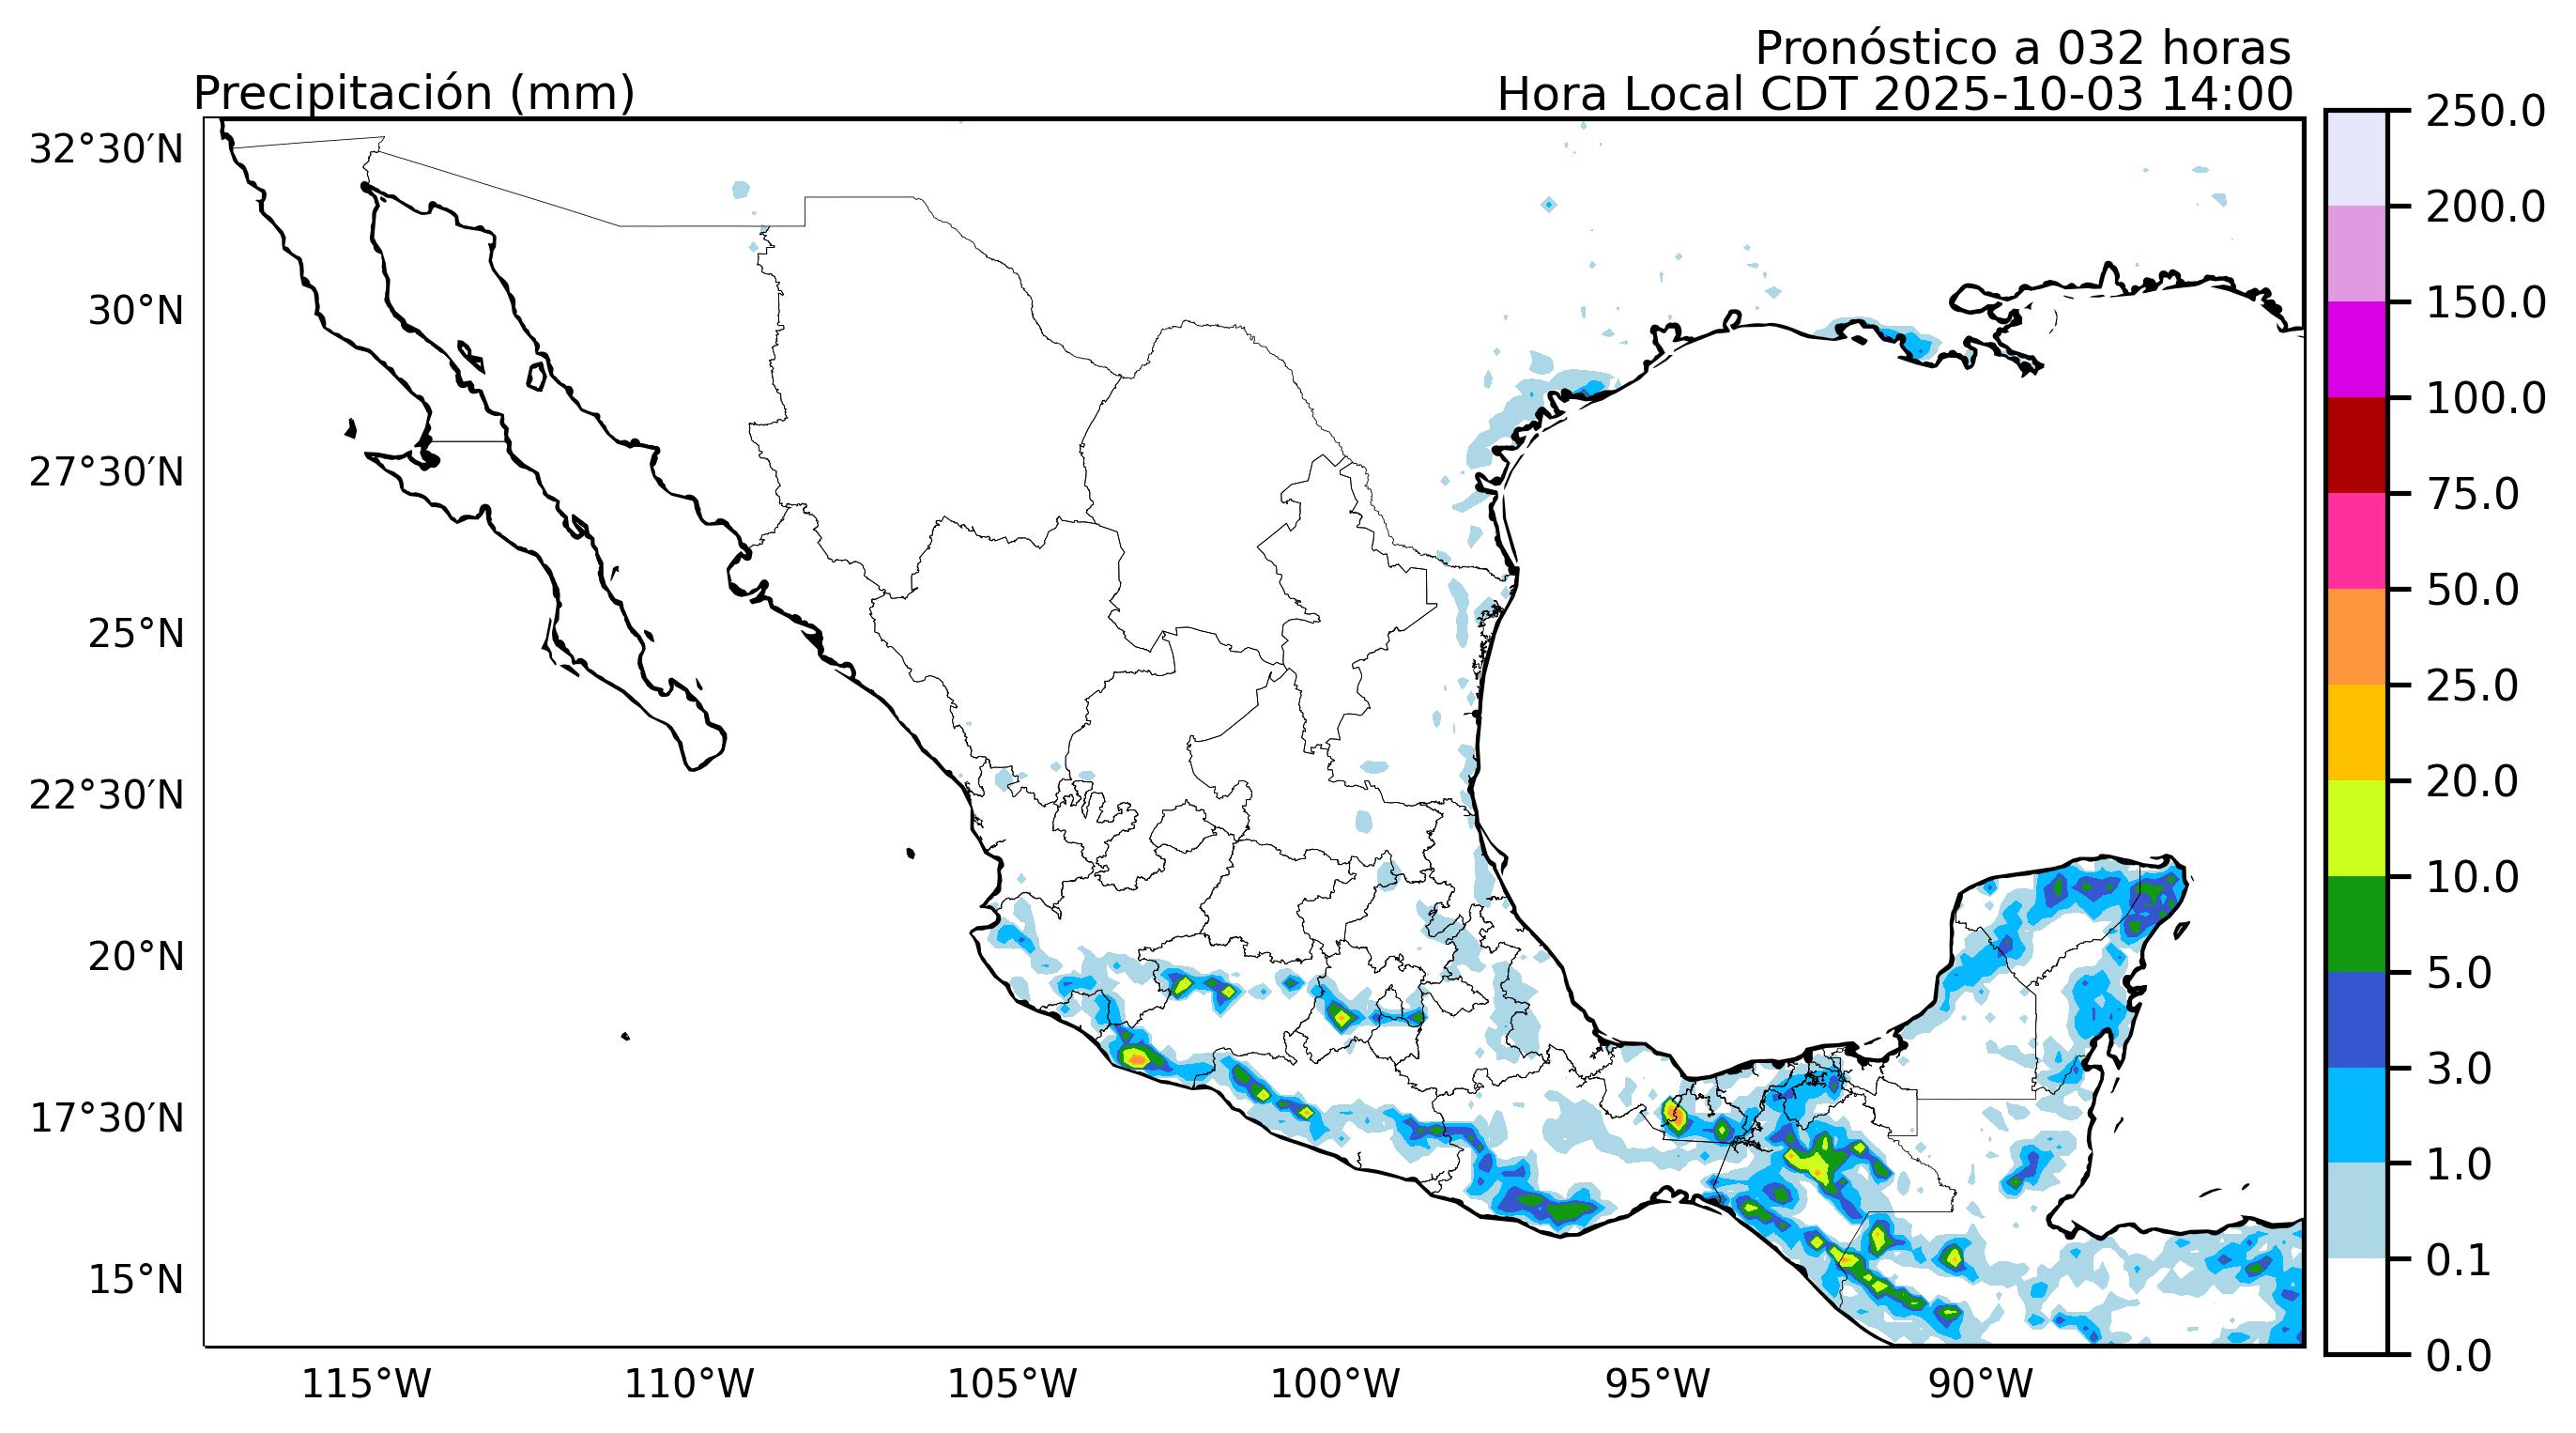 Pronóstico a 032 horas
Precipitación (mm)
Hora Local CDT 2025-10-03 14:00
32°30′N
30°N
27°30′N
25°N
22°30′N
20°N
17°30′N
15°N
115°W
110°W
105°W
100°W
95°W
90°W
250.0
200.0
150.0
100.0
75.0
50.0
25.0
20.0
10.0
5.0
3.0
1.0
0.1
0.0